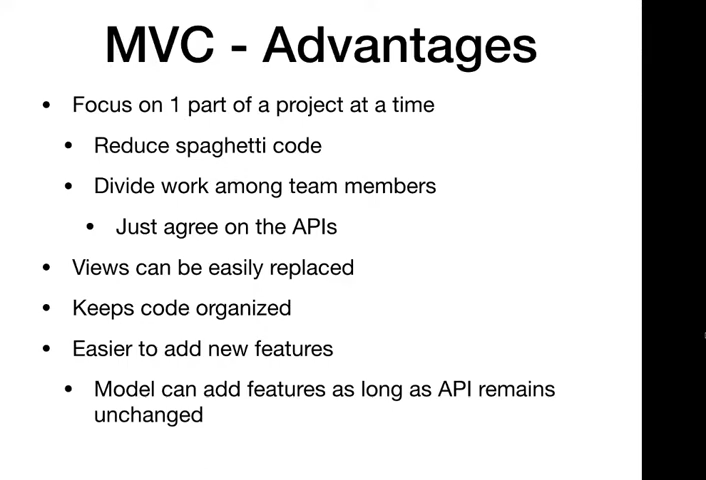 MVC - Advantages
• Focus on 1 part of a project at a time
• Reduce spaghetti code
• Divide work among team members
• Just agree on the APIs
• Views can be easily replaced
• Keeps code organized
• Easier to add new features
• Model can add features as long as API remains
unchanged